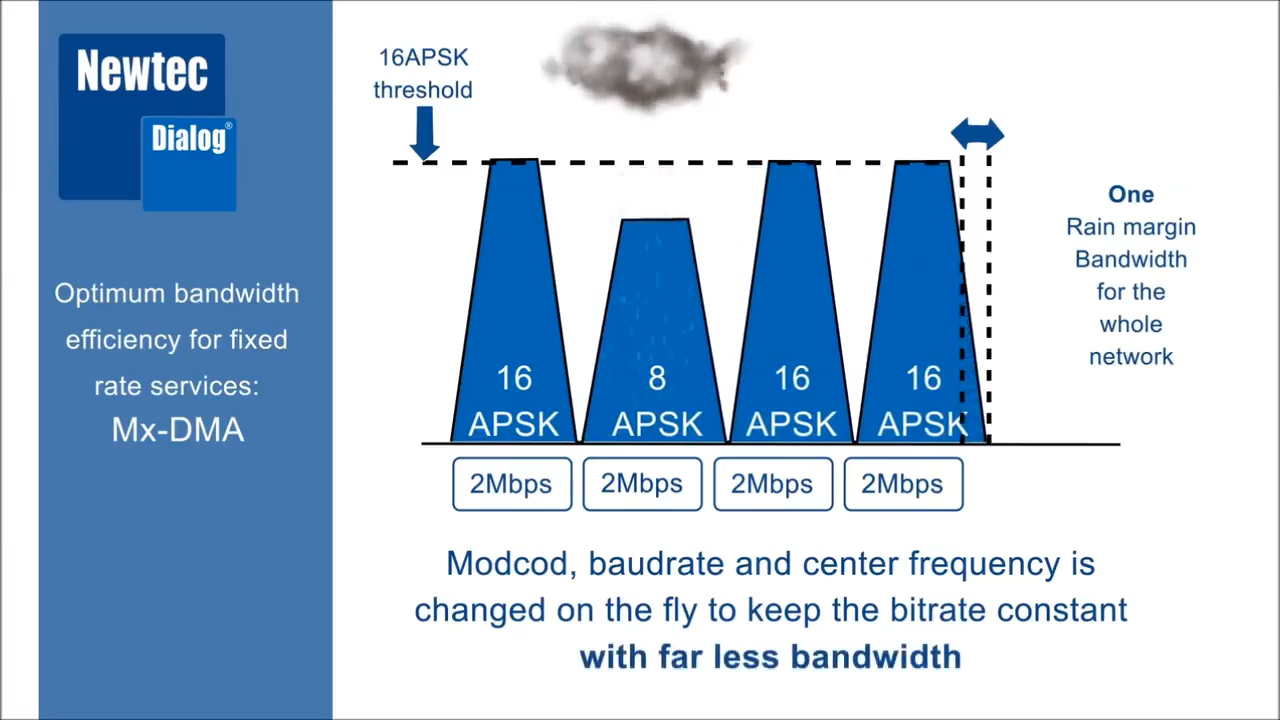 Newtec
Dialog®
Optimum bandwidth
efficiency for fixed
rate services:
Mx-DMA
16APSK
threshold
16
APSK
8
APSK
16
APSK
16
APSK
2Mbps
2Mbps
2Mbps
2Mbps
One
Rain margin
Bandwidth
for the
whole
network
Modcod, baudrate and center frequency is
changed on the fly to keep the bitrate constant
with far less bandwidth